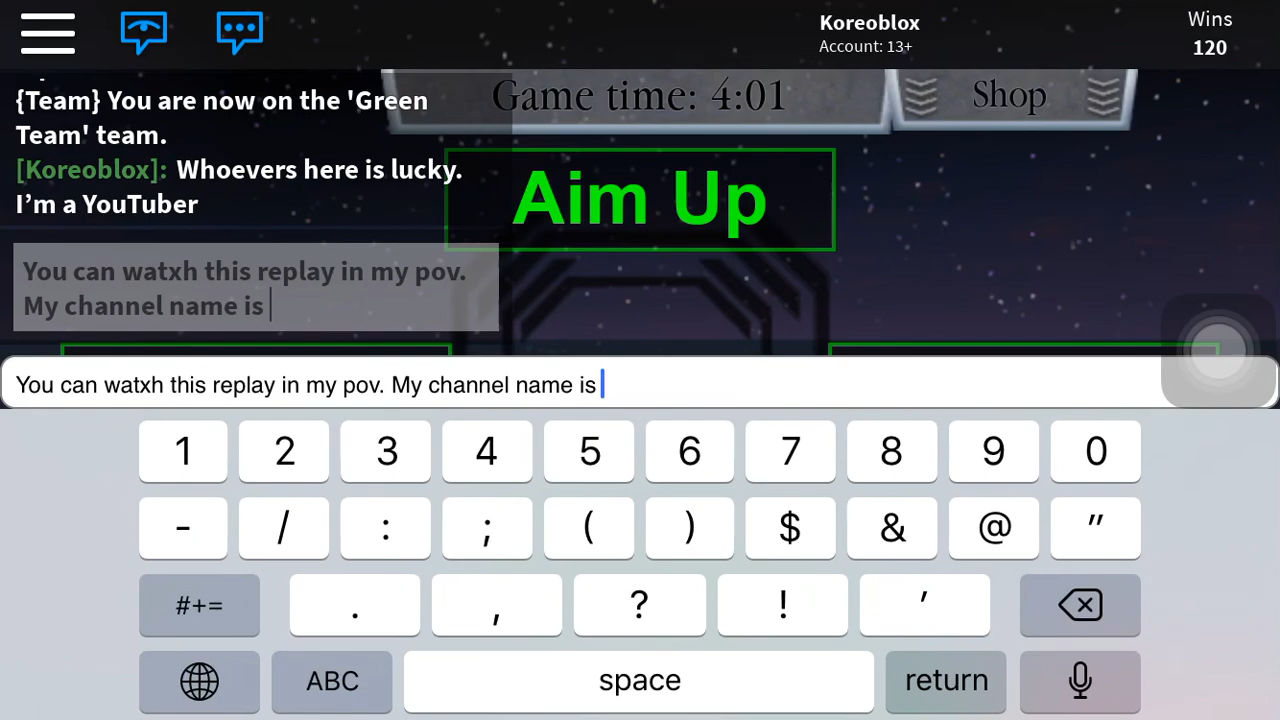 Koreoblox
Account: 13+
Wins
120
{Team} You are now on the 'Green
Team' team.
[Koreoblox]: Whoevers here is lucky.
I’m a YouTuber
Game time: 4:01
Shop
Aim Up
You can watxh this replay in my pov.
My channel name is
You can watxh this replay in my pov. My channel name is
1 2 3 4 5 6 7 8 9 0
- / : ; ( ) $ & @ "
#+= . , ? ! '
ABC space return